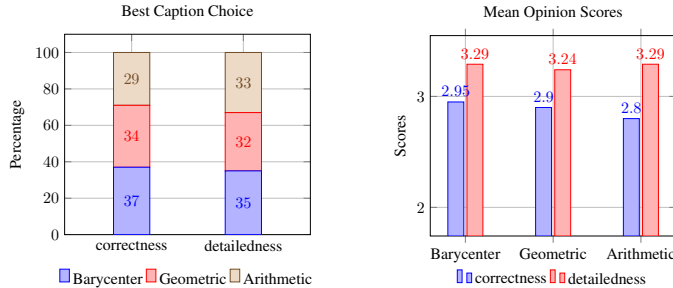 Best Caption Choice
100
80
60
40
20
0
Percentage
29
34
37
33
32
35
correctness detailedness
Barycenter Geometric Arithmetic
Mean Opinion Scores
3
2
Scores
2.95 3.29
2.9 3.24
2.8 3.29
Barycenter Geometric Arithmetic
correctness detailedness